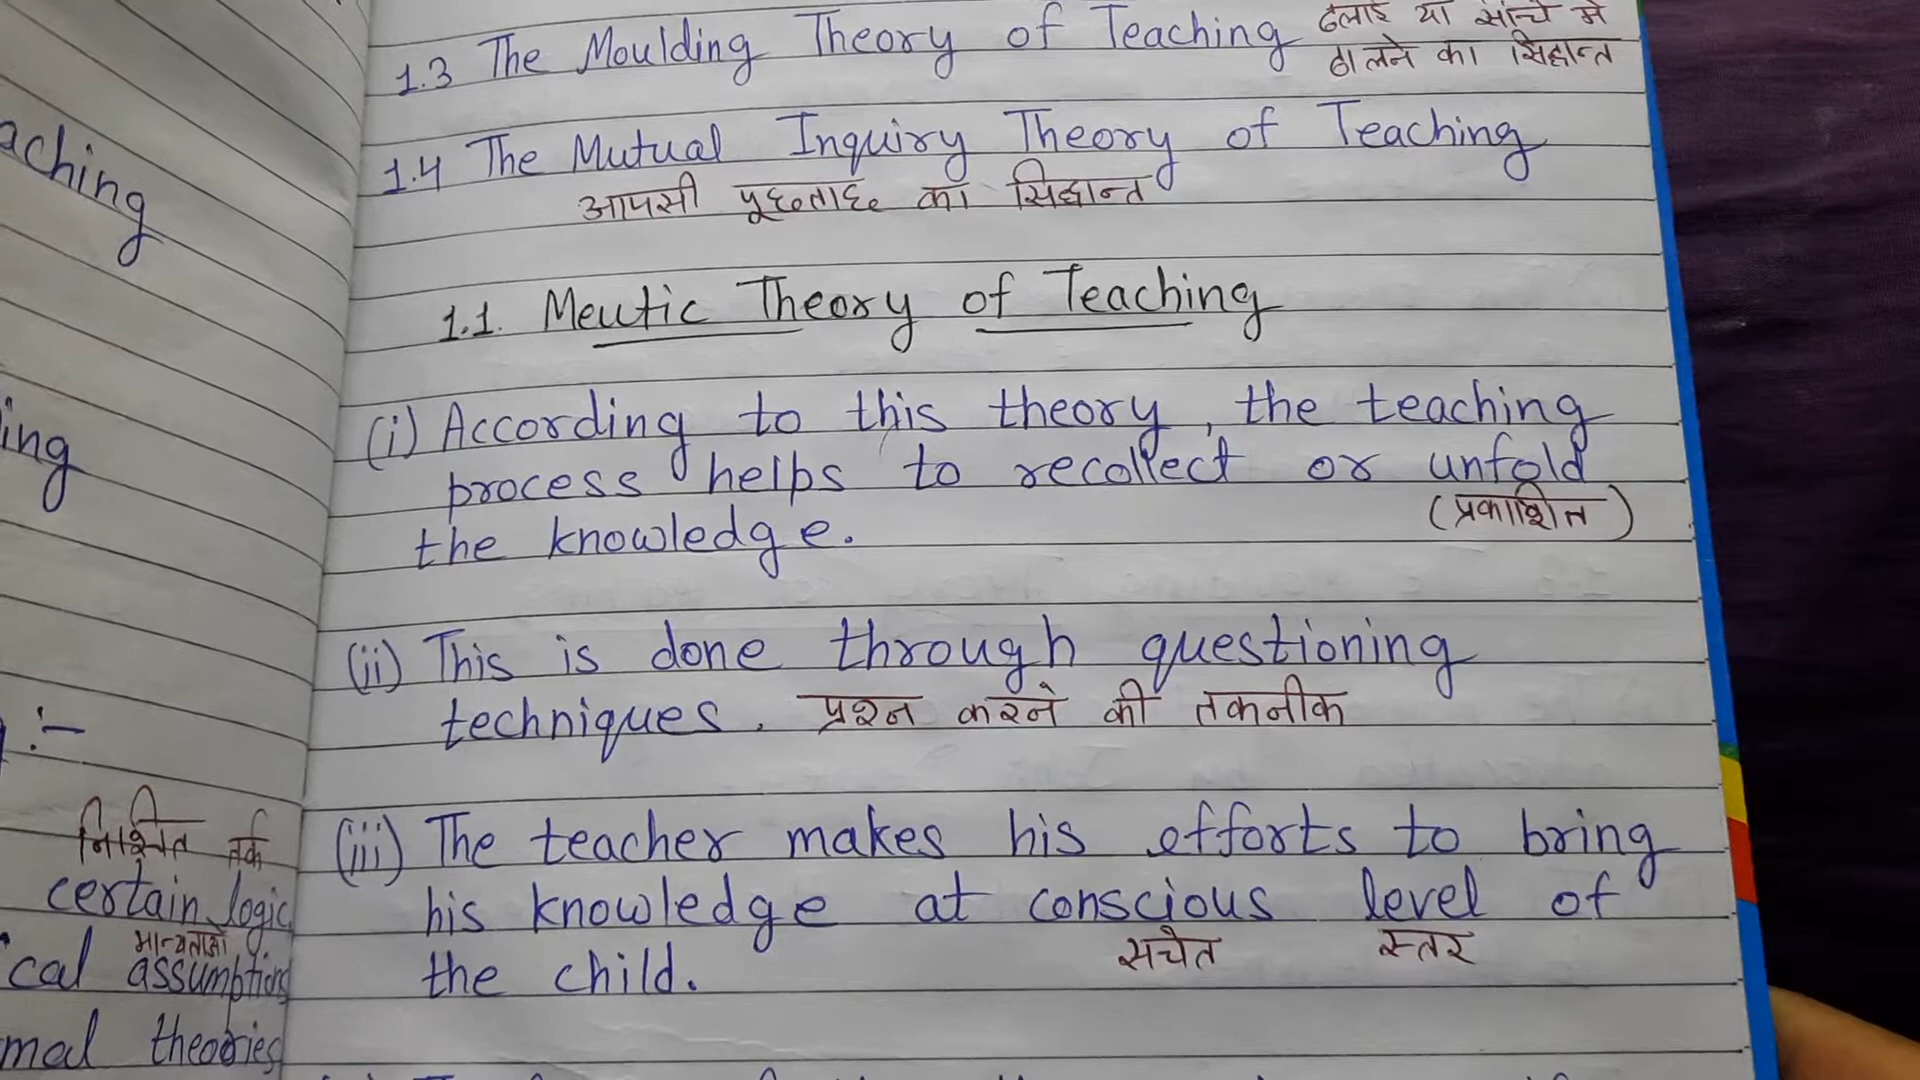 aching
ing
:-
निश्चित तर्क
certain logic
मान्यताओ
cal assumptions
mal theories
1.3 The Moulding Theory of Teaching ढलाई या सांचे में
ढालने का सिद्धान्त
1.4 The Mutual Inquiry Theory of Teaching
आपसी पूछताछ का सिद्धान्त
1.1. Meutic Theory of Teaching
(i) According to this theory, the teaching
process helps to recollect or unfold
(प्रकाशित)
the knowledge.
(ii) This is done through questioning
techniques. प्रश्न करने की तकनीक
(iii) The teacher makes his efforts to bring
his knowledge at conscious level of
सचेत स्तर
the child.